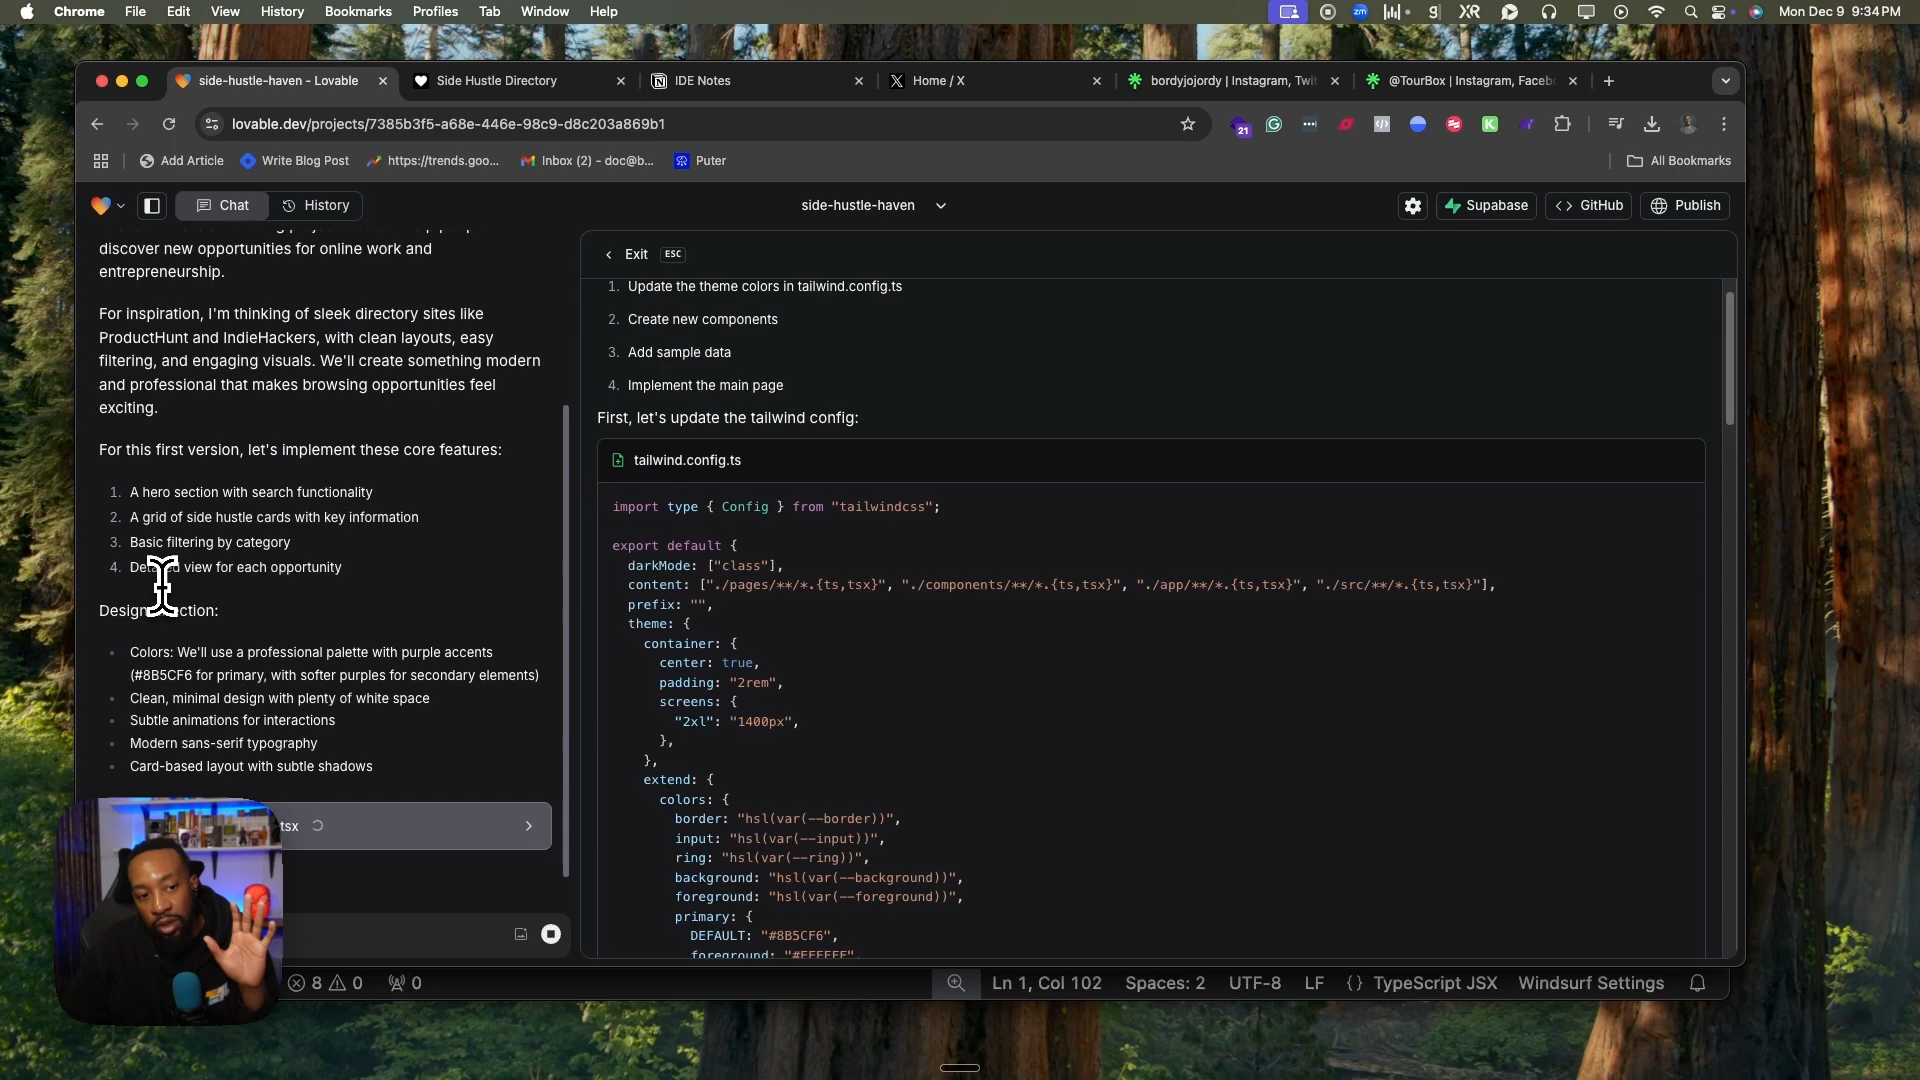 Chrome File Edit View History Bookmarks Profiles Tab Window Help
zm
Mon Dec 9 9:34 PM
side-hustle-haven - Lovable
Side Hustle Directory
IDE Notes
Home / X
bordyjojordy | Instagram, Twit
@TourBox | Instagram, Facebo
lovable.dev/projects/7385b3f5-a68e-446e-98c9-d8c203a869b1
21
Add Article
Write Blog Post
https://trends.goo...
Inbox (2) - doc@b...
Puter
All Bookmarks
Chat
History
side-hustle-haven
Supabase
GitHub
Publish
discover new opportunities for online work and
entrepreneurship.
For inspiration, I'm thinking of sleek directory sites like
ProductHunt and IndieHackers, with clean layouts, easy
filtering, and engaging visuals. We'll create something modern
and professional that makes browsing opportunities feel
exciting.
For this first version, let's implement these core features:
1. A hero section with search functionality
2. A grid of side hustle cards with key information
3. Basic filtering by category
4. view for each opportunity
Design
Colors: We'll use a professional palette with purple accents
(#8B5CF6 for primary, with softer purples for secondary elements)
Clean, minimal design with plenty of white space
Subtle animations for interactions
Modern sans-serif typography
Card-based layout with subtle shadows
tsx
Exit ESC
1. Update the theme colors in tailwind.config.ts
2. Create new components
3. Add sample data
4. Implement the main page
First, let's update the tailwind config:
tailwind.config.ts
import type { Config } from "tailwindcss";
export default {
darkMode: ["class"],
content: ["./pages/**/*.{ts,tsx}", "./components/**/*.{ts,tsx}", "./app/**/*.{ts,tsx}", "./src/**/*.{ts,tsx}"],
prefix: "",
theme: {
container: {
center: true,
padding: "2rem",
screens: {
"2xl": "1400px",
},
},
extend: {
colors: {
border: "hsl(var(--border))",
input: "hsl(var(--input))",
ring: "hsl(var(--ring))",
background: "hsl(var(--background))",
foreground: "hsl(var(--foreground))",
primary: {
DEFAULT: "#8B5CF6",
foreground: "#FFFFFF",
8 0 0
Ln 1, Col 102 Spaces: 2 UTF-8 LF {} TypeScript JSX Windsurf Settings